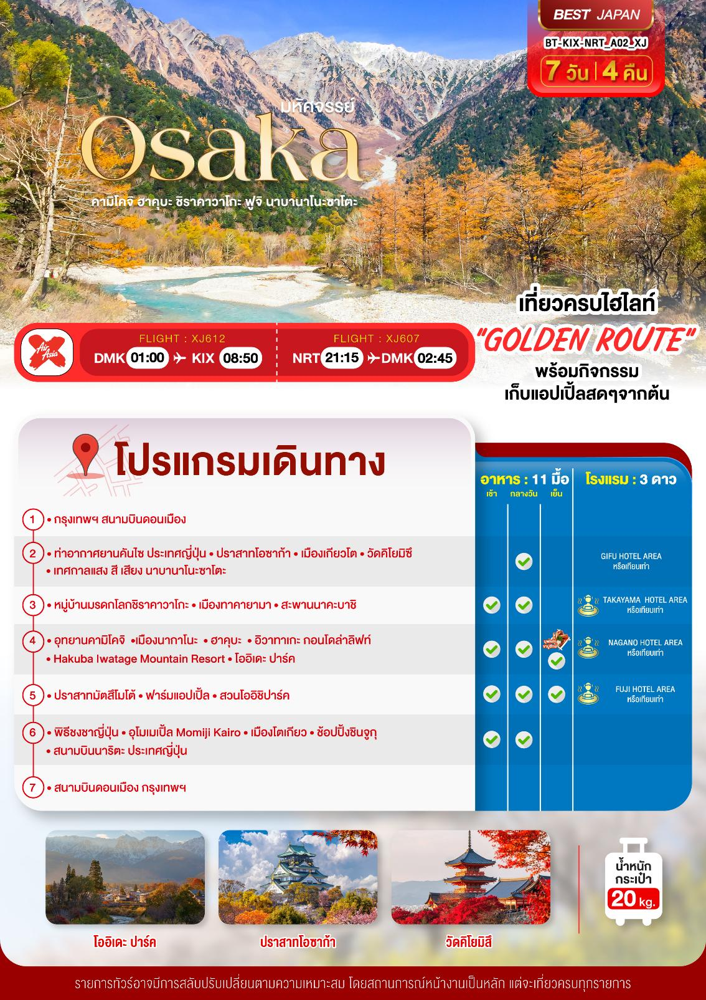 BEST JAPAN
BT-KIX-NRT_A02_XJ
7 วัน | 4 คืน
มหัศจรรย์
Osaka
คามิโคจิ ฮาคุบะ ชิราคาวาโกะ ฟูจิ นาบานาโนะซาโตะ
เที่ยวครบไฮไลท์
"GOLDEN ROUTE"
พร้อมกิจกรรม
เก็บแอปเปิ้ลสดๆจากต้น
Air Asia X
FLIGHT : XJ612
DMK 01:00 KIX 08:50
FLIGHT : XJ607
NRT 21:15 DMK 02:45
โปรแกรมเดินทาง
อาหาร : 11 มื้อ
เช้า กลางวัน เย็น
โรงแรม : 3 ดาว
1 • กรุงเทพฯ สนามบินดอนเมือง
2 • ท่าอากาศยานคันไซ ประเทศญี่ปุ่น • ปราสาทโอซาก้า • เมืองเกียวโต • วัดคิโยมิซึ
• เทศกาลแสง สี เสียง นาบานาโนะซาโตะ
GIFU HOTEL AREA
หรือเทียบเท่า
3 • หมู่บ้านมรดกโลกชิราคาวาโกะ • เมืองทาคายามา • สะพานนาคะบาชิ
TAKAYAMA HOTEL AREA
หรือเทียบเท่า
4 • อุทยานคามิโคจิ • เมืองนากาโนะ • ฮาคุบะ • อิวาทาเกะ กอนโดล่าลิฟท์
• Hakuba Iwatage Mountain Resort • โออิเดะ ปาร์ค
บุฟเฟ่ต์
ขาปูยักษ์
NAGANO HOTEL AREA
หรือเทียบเท่า
5 • ปราสาทมัตสึโมโต้ • ฟาร์มแอปเปิ้ล • สวนโออิชิปาร์ค
FUJI HOTEL AREA
หรือเทียบเท่า
6 • พิธีชงชาญี่ปุ่น • อุโมเมเปิ้ล Momiji Kairo • เมืองโตเกียว • ช้อปปิ้งชินจูกุ
• สนามบินนาริตะ ประเทศญี่ปุ่น
7 • สนามบินดอนเมือง กรุงเทพฯ
โออิเดะ ปาร์ค
ปราสาทโอซาก้า
วัดคิโยมิสึ
น้ำหนัก
กระเป๋า
20 kg.
รายการทัวร์อาจมีการสลับปรับเปลี่ยนตามความเหมาะสม โดยสถานการณ์หน้างานเป็นหลัก แต่จะเที่ยวครบทุกรายการ